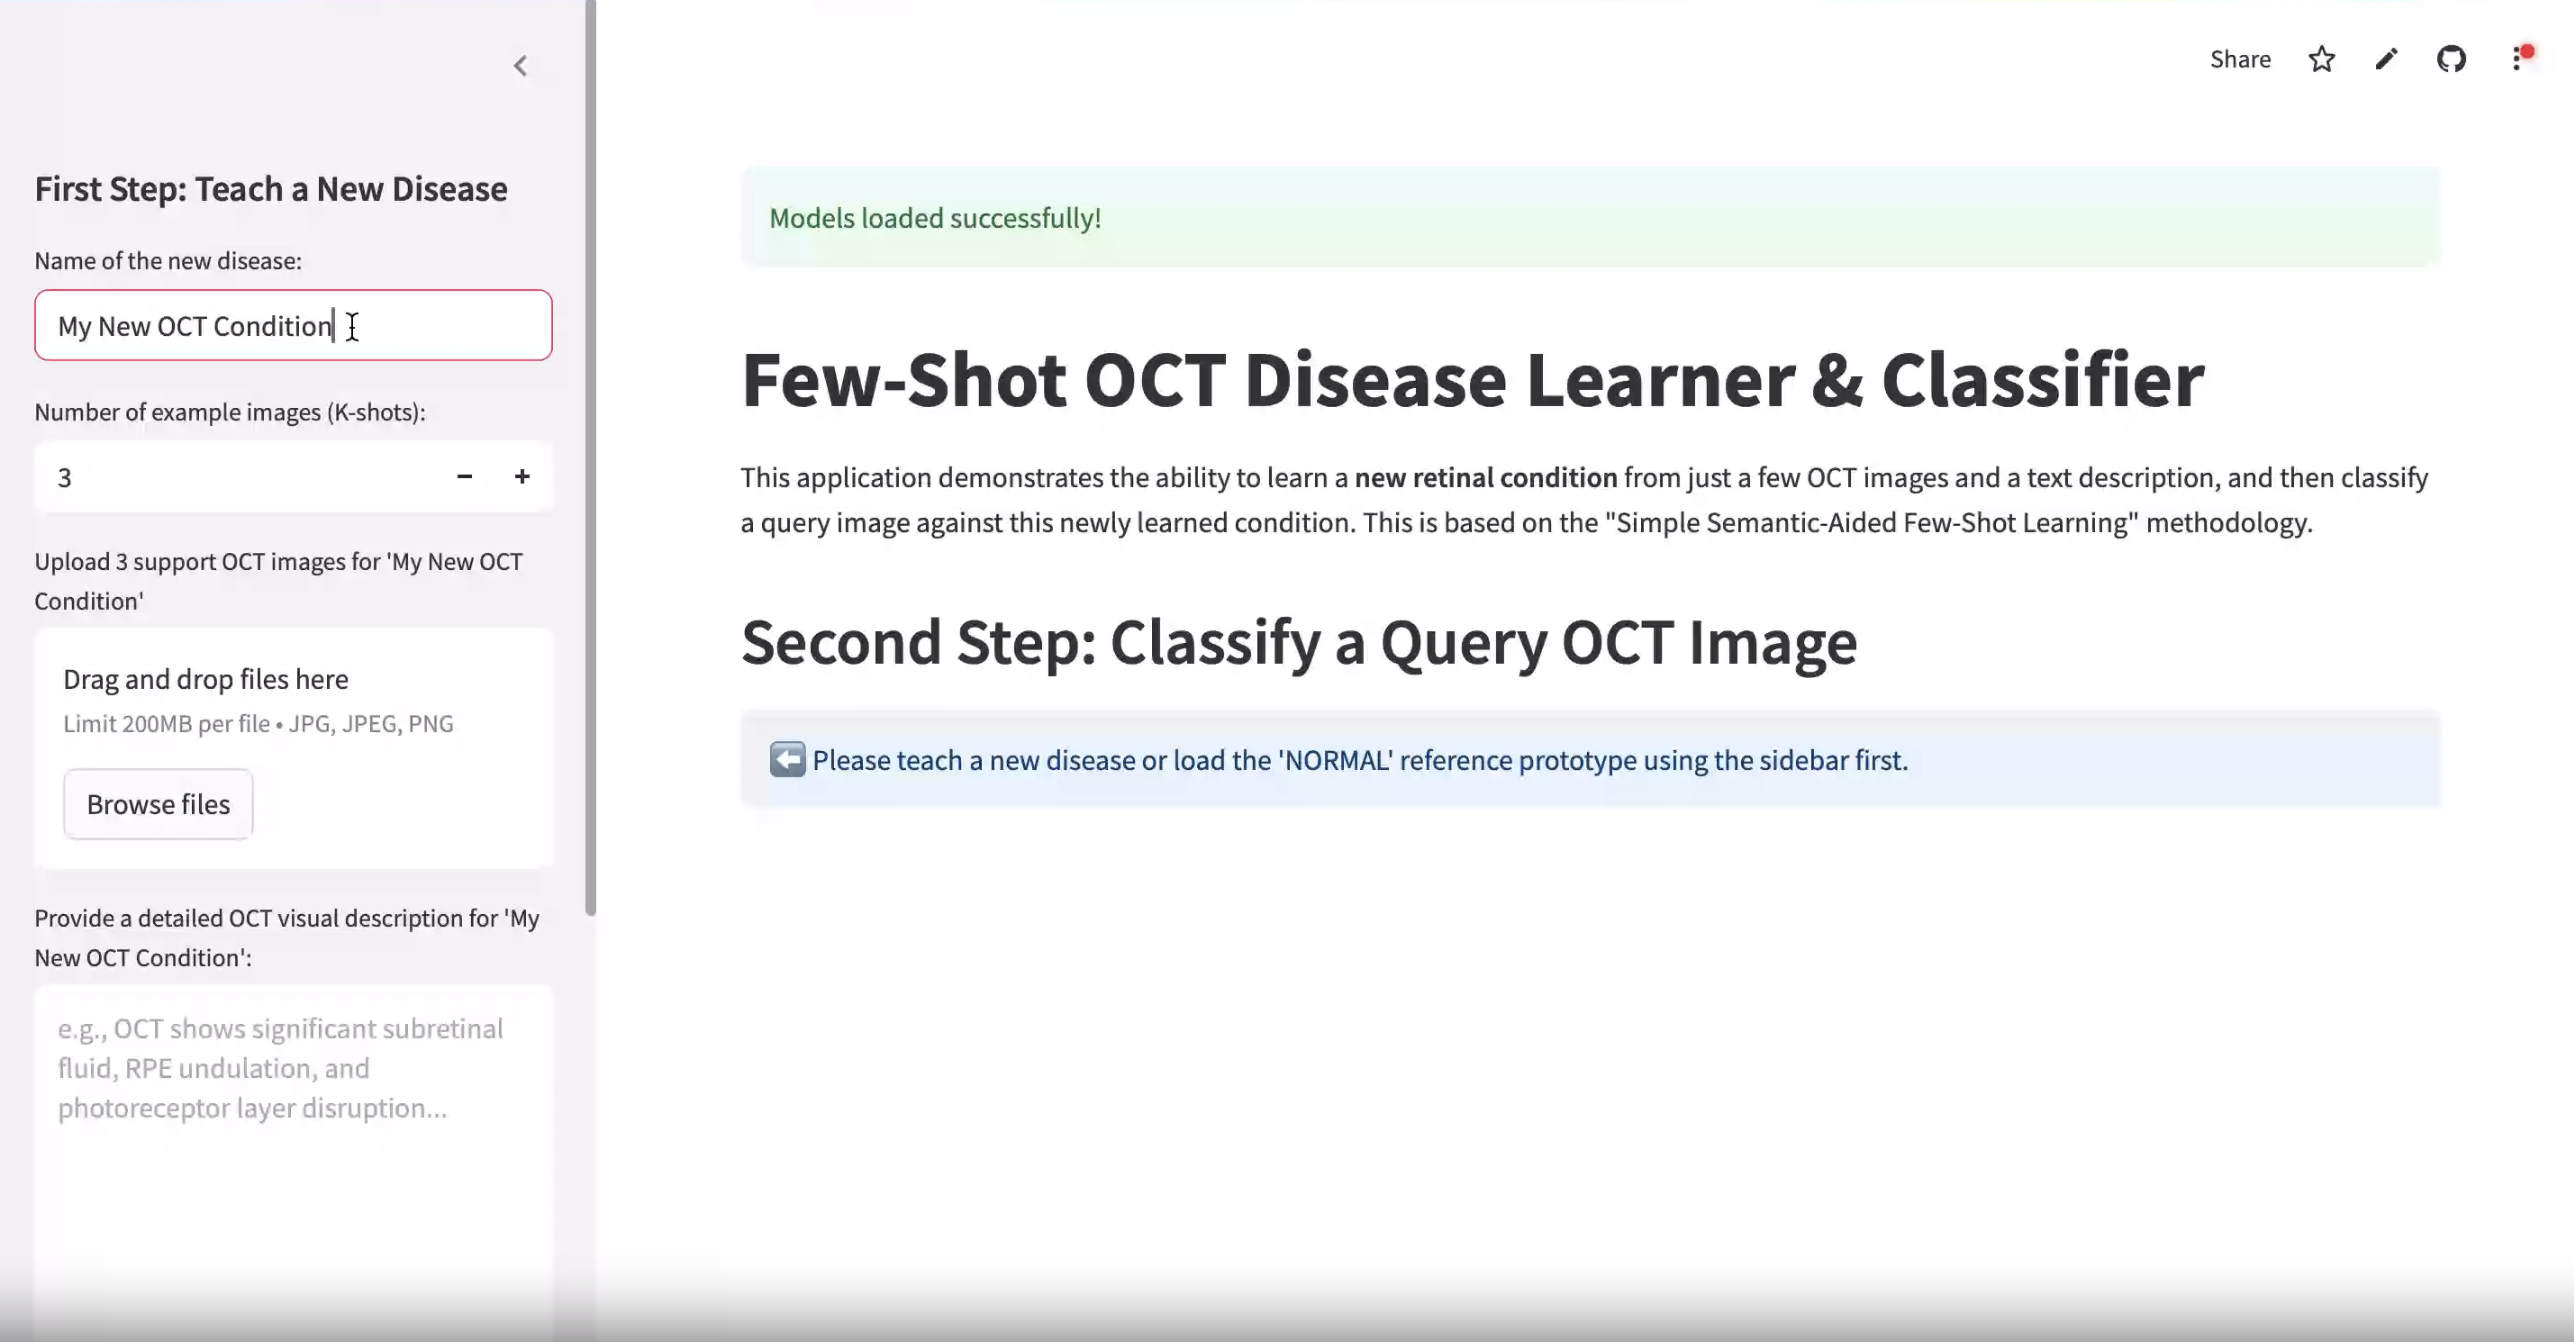 Share
First Step: Teach a New Disease
Name of the new disease:
My New OCT Condition
Number of example images (K-shots):
3
Upload 3 support OCT images for 'My New OCT
Condition'
Drag and drop files here
Limit 200MB per file • JPG, JPEG, PNG
Browse files
Provide a detailed OCT visual description for 'My
New OCT Condition':
e.g., OCT shows significant subretinal
fluid, RPE undulation, and
photoreceptor layer disruption...
Models loaded successfully!
Few-Shot OCT Disease Learner & Classifier
This application demonstrates the ability to learn a new retinal condition from just a few OCT images and a text description, and then classify
a query image against this newly learned condition. This is based on the "Simple Semantic-Aided Few-Shot Learning" methodology.
Second Step: Classify a Query OCT Image
Please teach a new disease or load the 'NORMAL' reference prototype using the sidebar first.